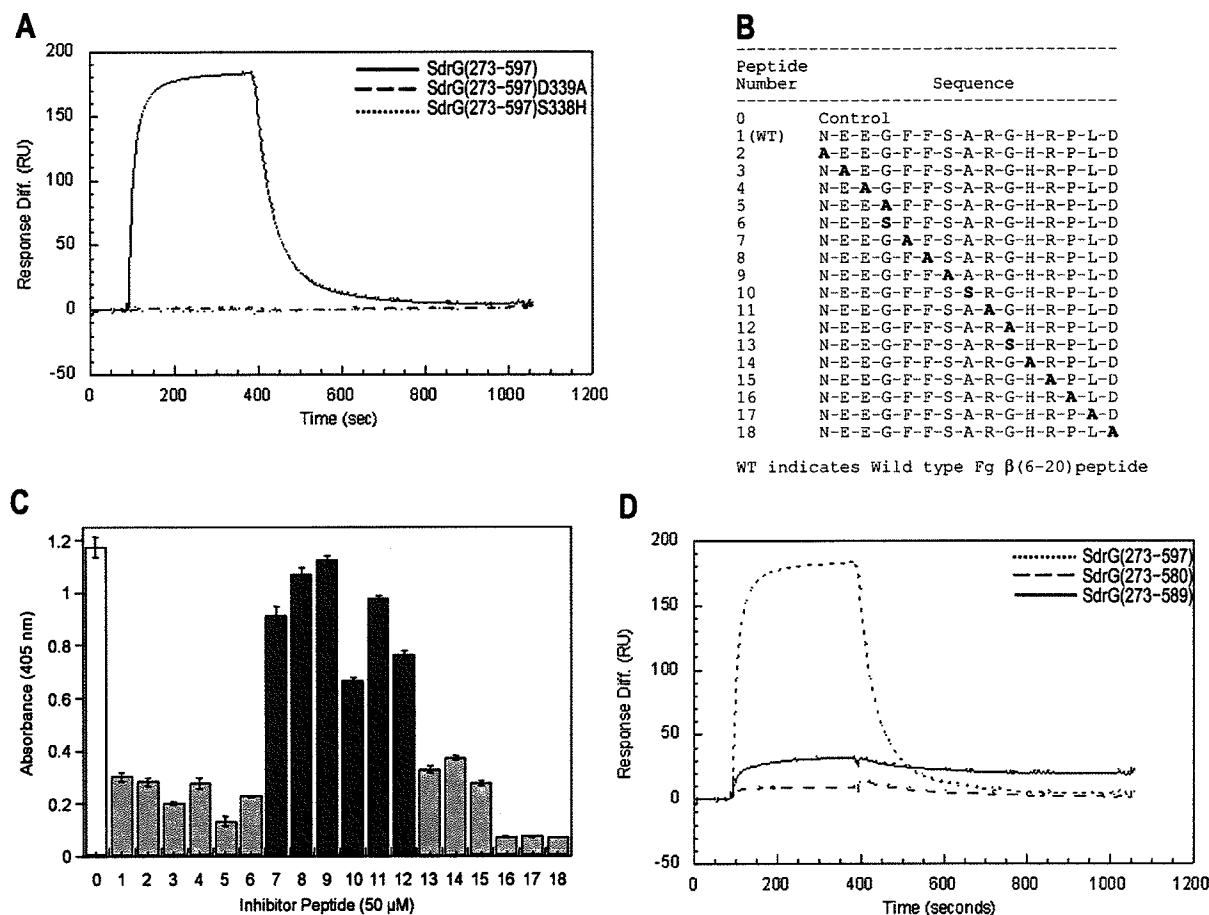 A
200
150
100
50
0
-50
Response Diff. (RU)
SdrG(273-597)
SdrG(273-597)D339A
SdrG(273-597)S338H
0 200 400 600 800 1000 1200
Time (sec)
B
Peptide
Number Sequence
0 Control
1 (WT) N-E-E-G-F-F-S-A-R-G-H-R-P-L-D
2 A-E-E-G-F-F-S-A-R-G-H-R-P-L-D
3 N-A-E-G-F-F-S-A-R-G-H-R-P-L-D
4 N-E-A-G-F-F-S-A-R-G-H-R-P-L-D
5 N-E-E-A-F-F-S-A-R-G-H-R-P-L-D
6 N-E-E-S-F-F-S-A-R-G-H-R-P-L-D
7 N-E-E-G-A-F-S-A-R-G-H-R-P-L-D
8 N-E-E-G-F-A-S-A-R-G-H-R-P-L-D
9 N-E-E-G-F-F-A-A-R-G-H-R-P-L-D
10 N-E-E-G-F-F-S-S-R-G-H-R-P-L-D
11 N-E-E-G-F-F-S-A-A-G-H-R-P-L-D
12 N-E-E-G-F-F-S-A-R-A-H-R-P-L-D
13 N-E-E-G-F-F-S-A-R-S-H-R-P-L-D
14 N-E-E-G-F-F-S-A-R-G-A-R-P-L-D
15 N-E-E-G-F-F-S-A-R-G-H-A-P-L-D
16 N-E-E-G-F-F-S-A-R-G-H-R-A-L-D
17 N-E-E-G-F-F-S-A-R-G-H-R-P-A-D
18 N-E-E-G-F-F-S-A-R-G-H-R-P-L-A
WT indicates Wild type Fg β(6-20)peptide
C
1.2
1
0.8
0.6
0.4
0.2
0
Absorbance (405 nm)
0 1 2 3 4 5 6 7 8 9 10 11 12 13 14 15 16 17 18
Inhibitor Peptide (50 µM)
D
200
150
100
50
0
-50
Response Diff. (RU)
SdrG(273-597)
SdrG(273-580)
SdrG(273-589)
0 200 400 600 800 1000 1200
Time (seconds)